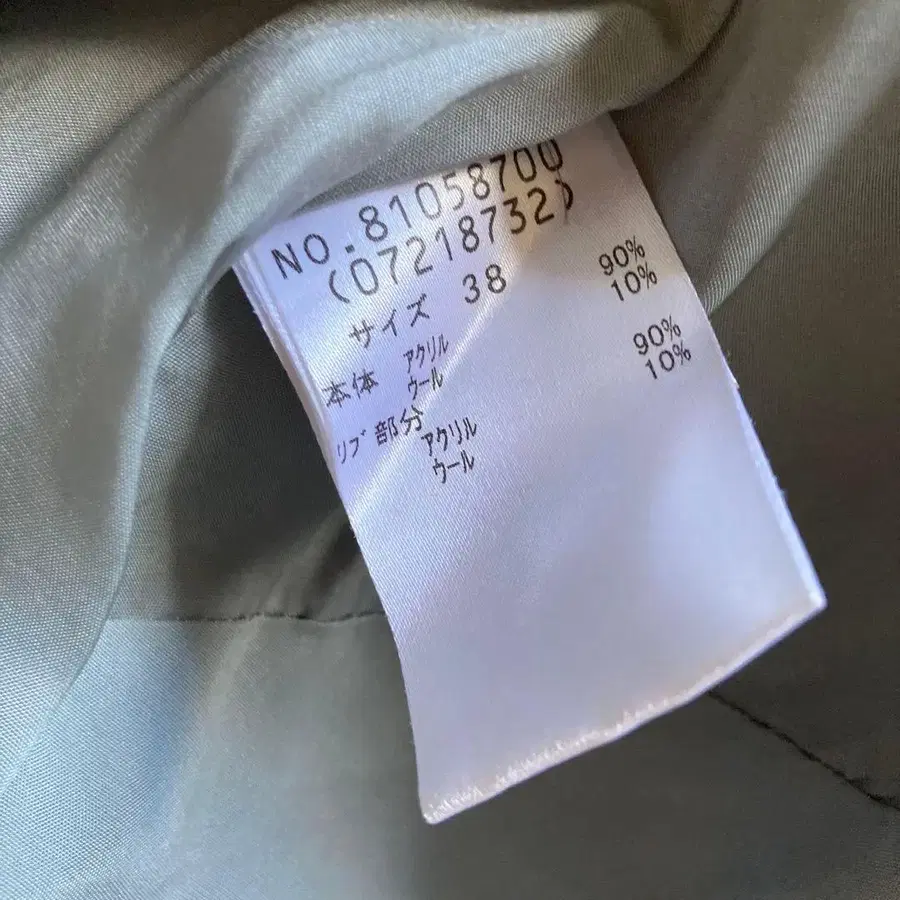 NO.81058700
(07218732)
サイズ 38
本体 アクリル 90%
ウール 10%
リブ部分 アクリル 90%
ウール 10%